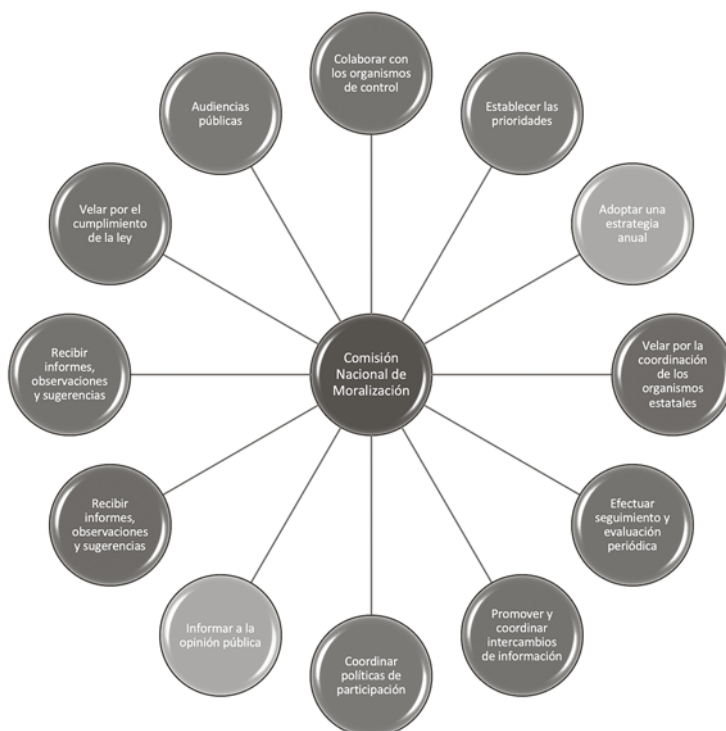 Colaborar con
los organismos
de control
Establecer las
prioridades
Adoptar una
estrategia
anual
Velar por la
coordinación
de los
organismos
estatales
Efectuar
seguimiento y
evaluación
periódica
Promover y
coordinar
intercambios
de información
Coordinar
políticas de
participación
Informar a la
opinión pública
Recibir
informes,
observaciones
y sugerencias
Recibir
informes,
observaciones
y sugerencias
Velar por el
cumplimiento
de la ley
Audiencias
públicas
Comisión
Nacional de
Moralización